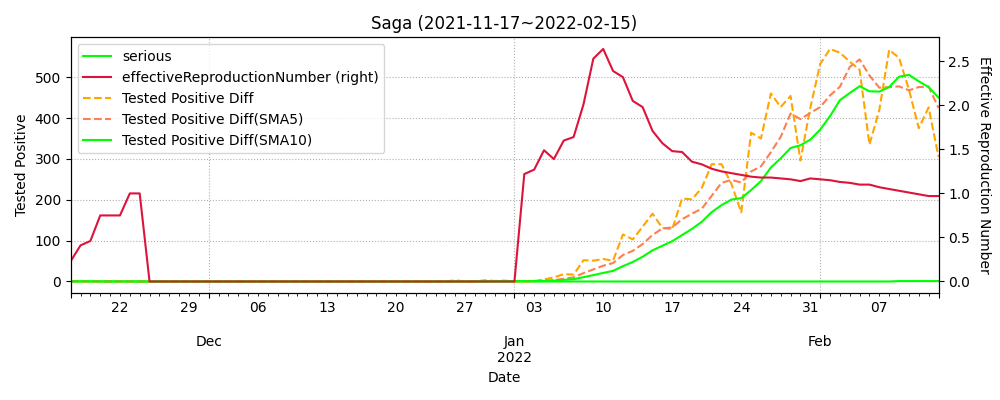 Saga (2021-11-17~2022-02-15)
serious
effectiveReproductionNumber (right)
Tested Positive Diff
Tested Positive Diff(SMA5)
Tested Positive Diff(SMA10)
Tested Positive
500
400
300
200
100
0
2.5
2.0
1.5
1.0
0.5
0.0
Effective Reproduction Number
22 29 06 13 20 27 03 10 17 24 31 07
Dec Jan Feb
2022
Date